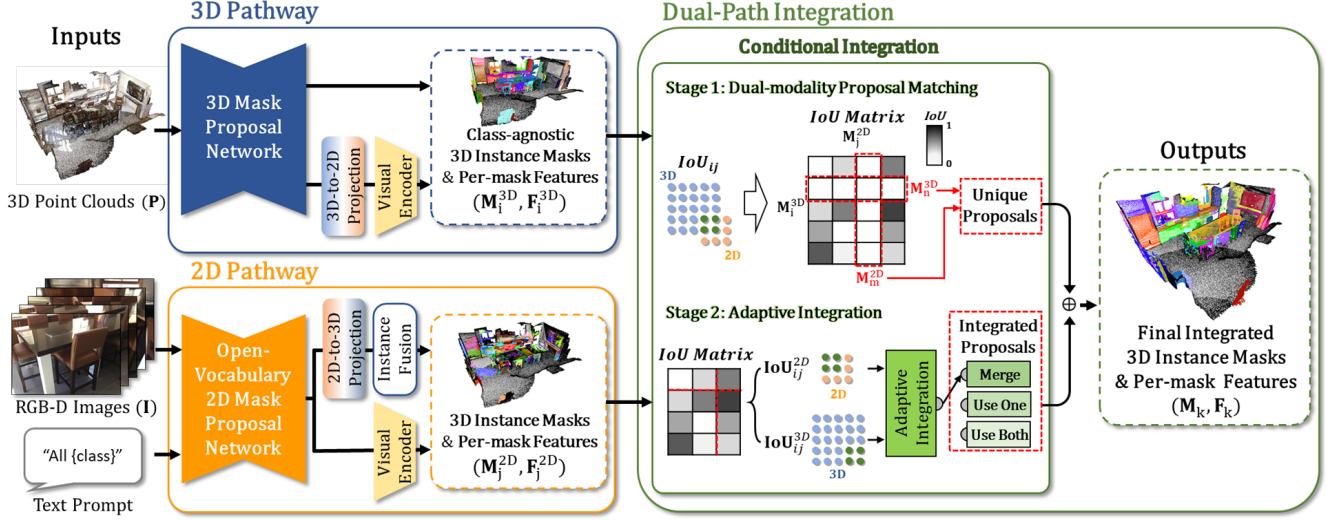 Inputs
3D Point Clouds (P)
RGB-D Images (I)
"All {class}"
Text Prompt
3D Pathway
3D Mask
Proposal
Network
3D-to-2D
Projection
Visual
Encoder
Class-agnostic
3D Instance Masks
& Per-mask Features
(M_i^3D, F_i^3D)
2D Pathway
Open-
Vocabulary
2D Mask
Proposal
Network
2D-to-3D
Projection
Instance
Fusion
Visual
Encoder
3D Instance Masks
& Per-mask Features
(M_j^2D, F_j^2D)
Dual-Path Integration
Conditional Integration
Stage 1: Dual-modality Proposal Matching
IoU_ij
3D
2D
IoU Matrix
M_j^2D
M_i^3D
IoU
1
0
M_n^3D
M_m^2D
Unique
Proposals
Stage 2: Adaptive Integration
IoU Matrix
IoU_ij^2D
2D
IoU_ij^3D
3D
Adaptive
Integration
Integrated
Proposals
Merge
Use One
Use Both
Outputs
Final Integrated
3D Instance Masks
& Per-mask Features
(M_k, F_k)